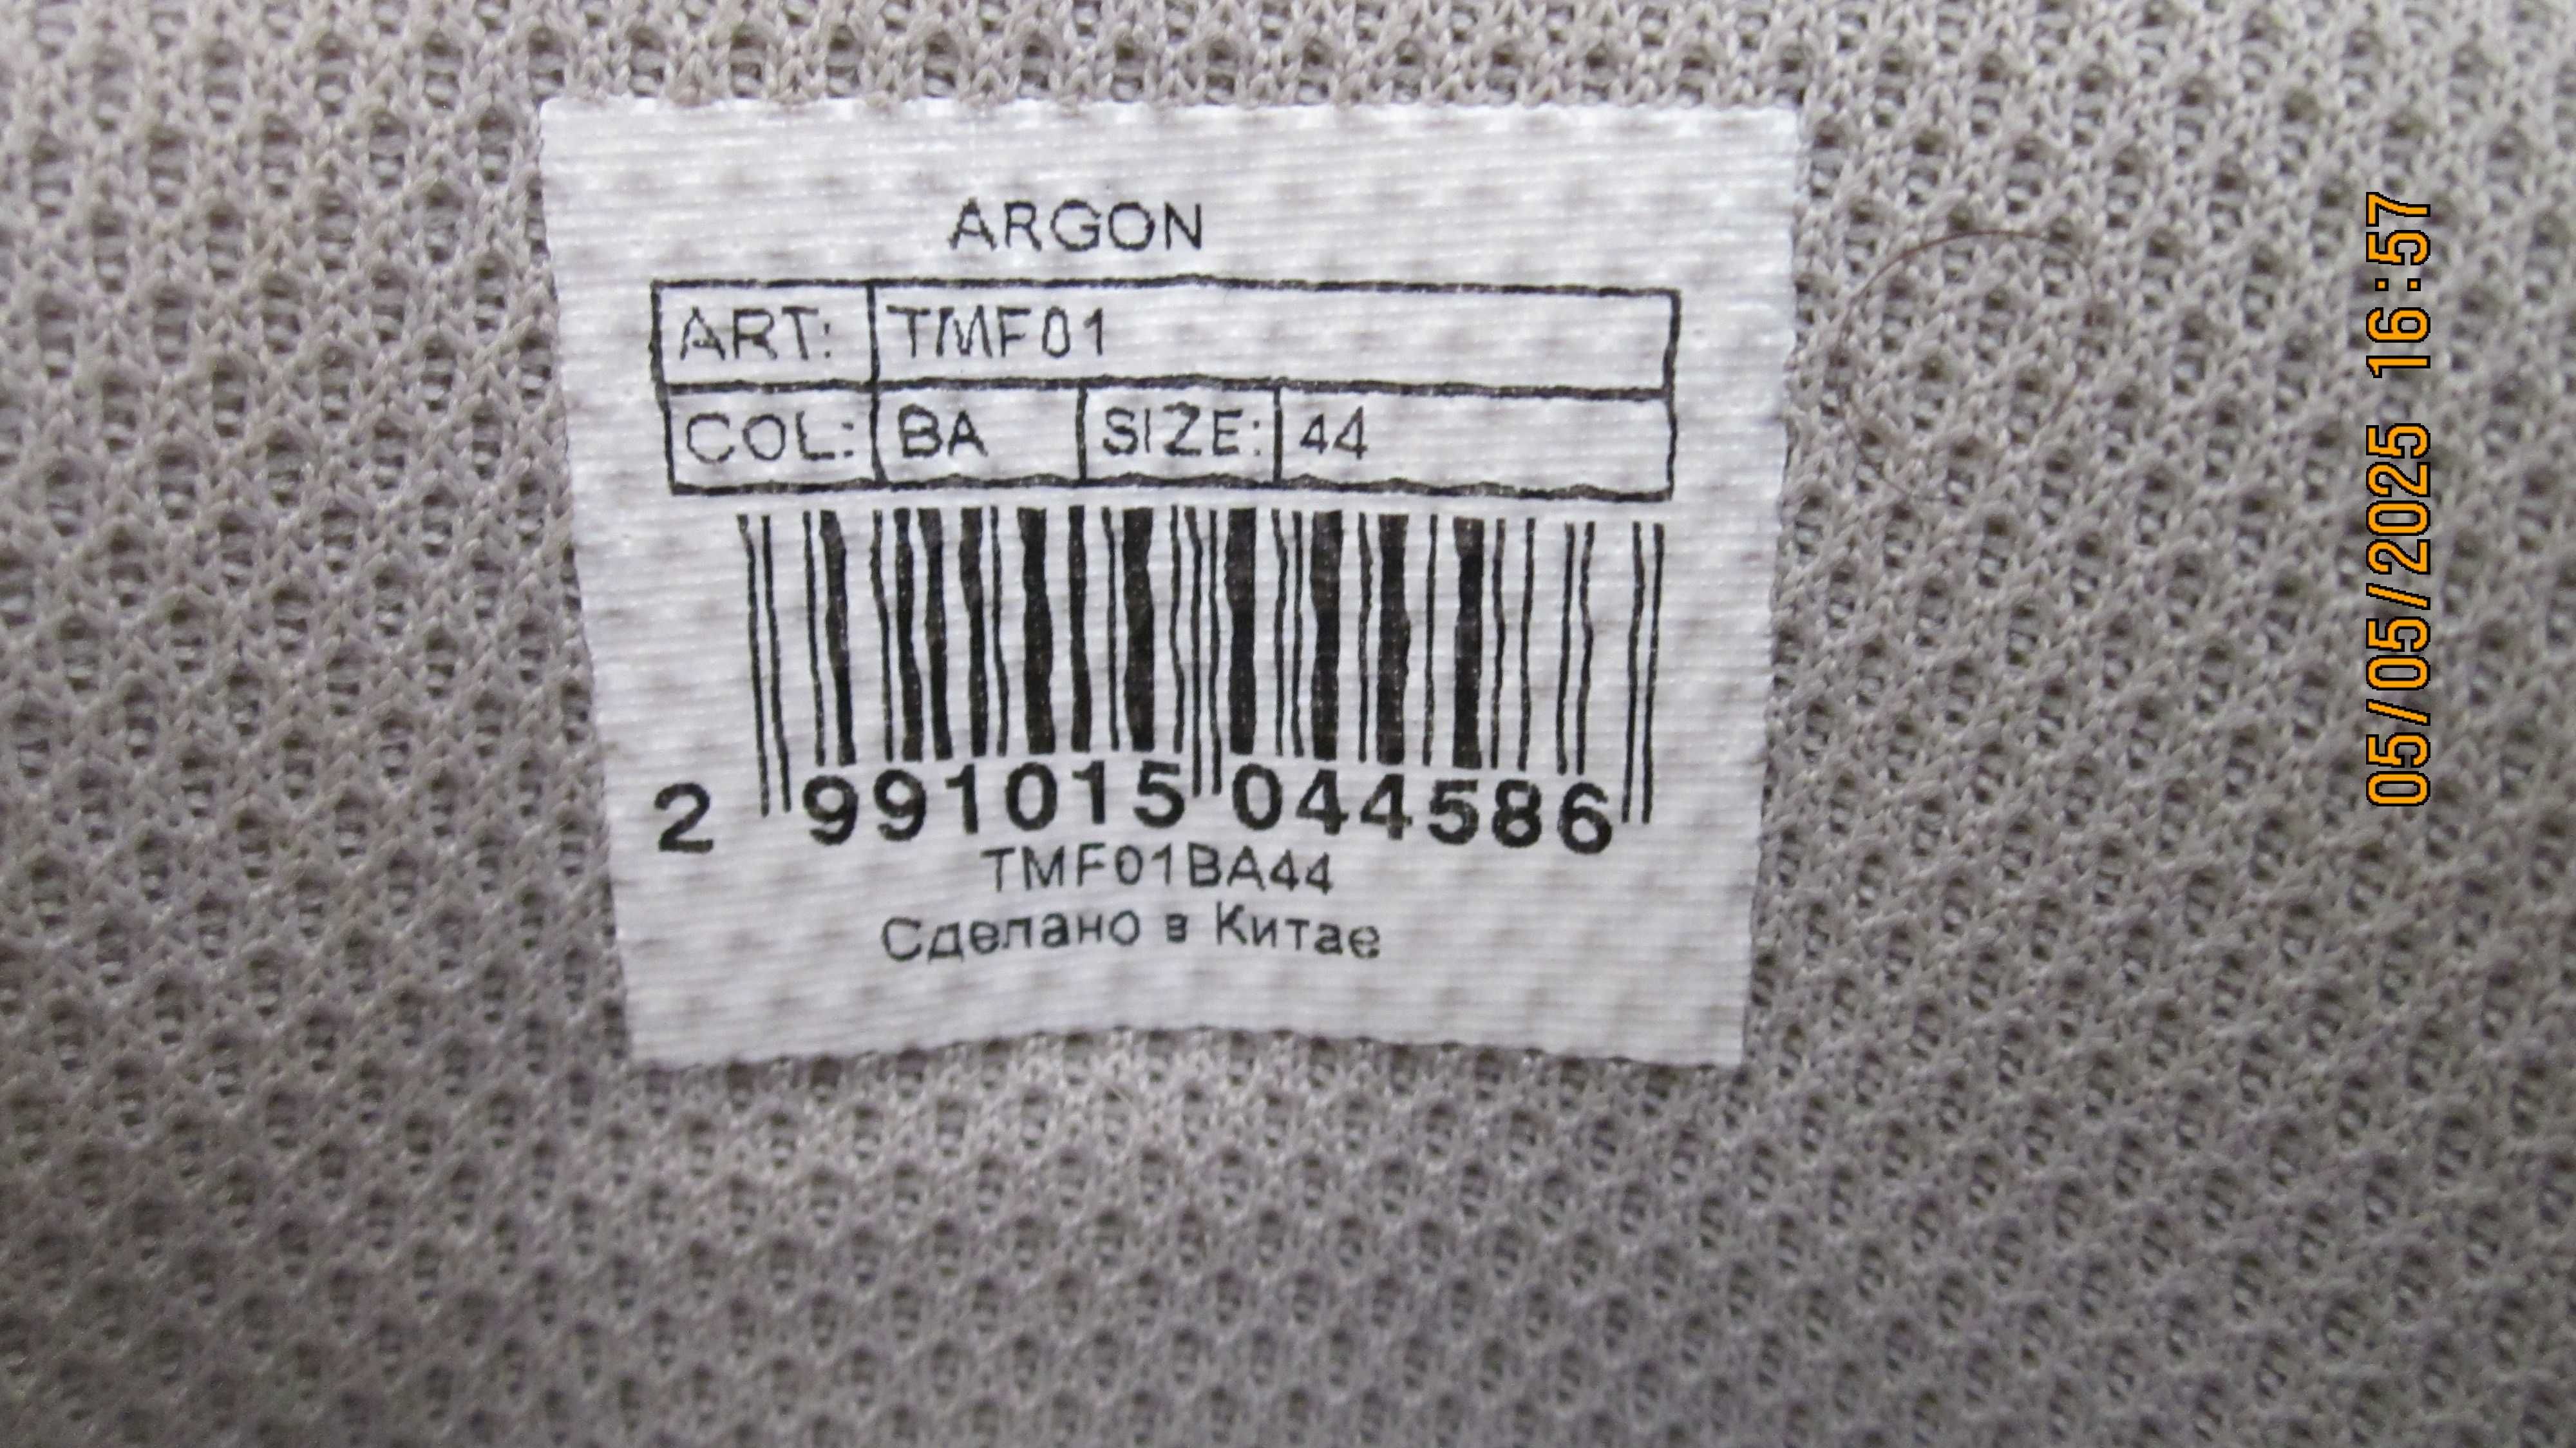 ARGON
ART: TMF01
COL: BA SIZE: 44
2 991015 044586
TMF01BA44
Сделано в Китае
05/05/2025 16:57